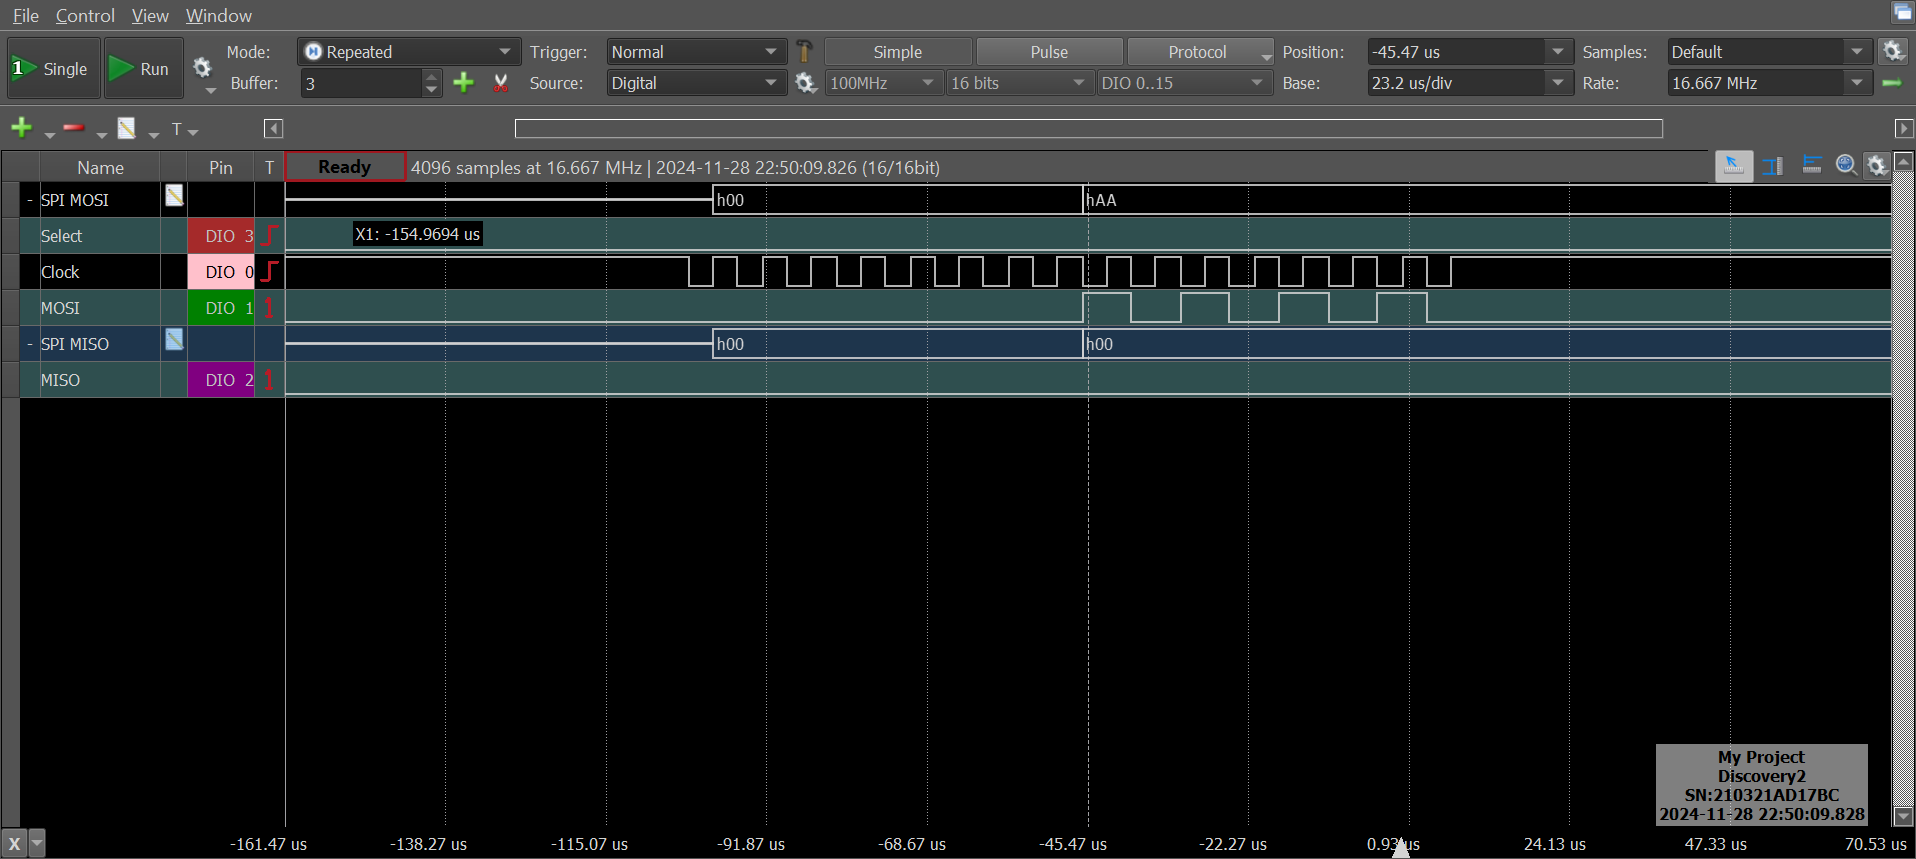 File Control View Window
1 Single Run Mode: Repeated Trigger: Normal Simple Pulse Protocol Position: -45.47 us Samples: Default
Buffer: 3 Source: Digital 100MHz 16 bits DIO 0..15 Base: 23.2 us/div Rate: 16.667 MHz
T
Name Pin T Ready 4096 samples at 16.667 MHz | 2024-11-28 22:50:09.826 (16/16bit)
- SPI MOSI h00 hAA
Select DIO 3 X1: -154.9694 us
Clock DIO 0
MOSI DIO 1
- SPI MISO h00 h00
MISO DIO 2
My Project
Discovery2
SN:210321AD17BC
2024-11-28 22:50:09.828
X -161.47 us -138.27 us -115.07 us -91.87 us -68.67 us -45.47 us -22.27 us 0.93 us 24.13 us 47.33 us 70.53 us